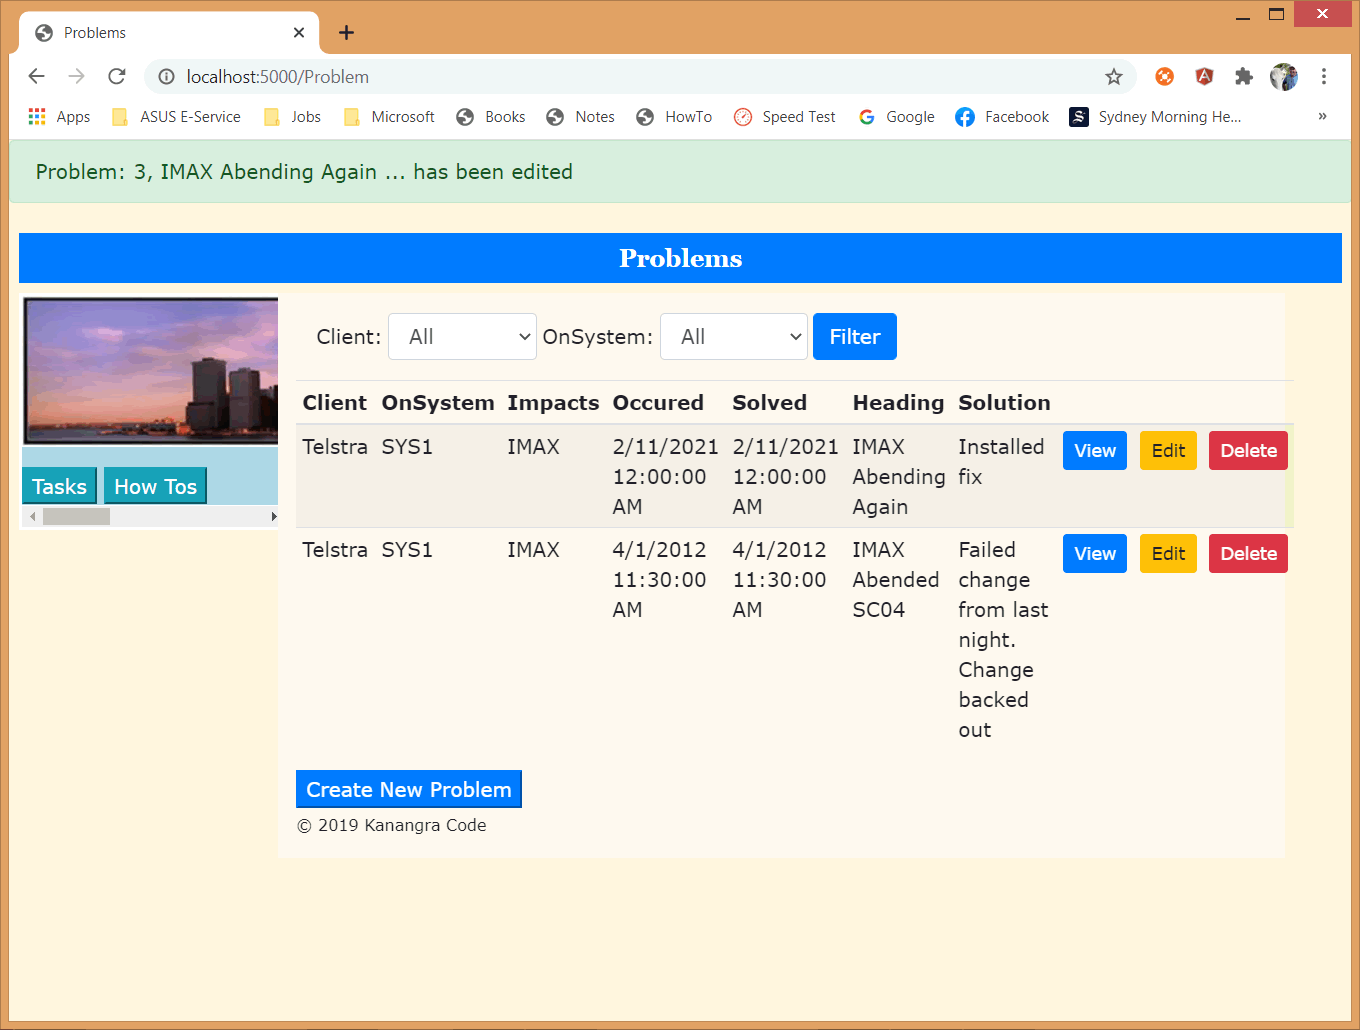 Problems
localhost:5000/Problem
Apps ASUS E-Service Jobs Microsoft Books Notes HowTo Speed Test Google Facebook Sydney Morning He... »
Problem: 3, IMAX Abending Again ... has been edited
Problems
Client: All OnSystem: All Filter
Client OnSystem Impacts Occured Solved Heading Solution
Telstra SYS1 IMAX 2/11/2021 2/11/2021 IMAX Installed View Edit Delete
12:00:00 12:00:00 Abending fix
AM AM Again
Tasks How Tos
Telstra SYS1 IMAX 4/1/2012 4/1/2012 IMAX Failed View Edit Delete
11:30:00 11:30:00 Abended change
AM AM SC04 from last
night.
Change
backed
out
Create New Problem
© 2019 Kanangra Code